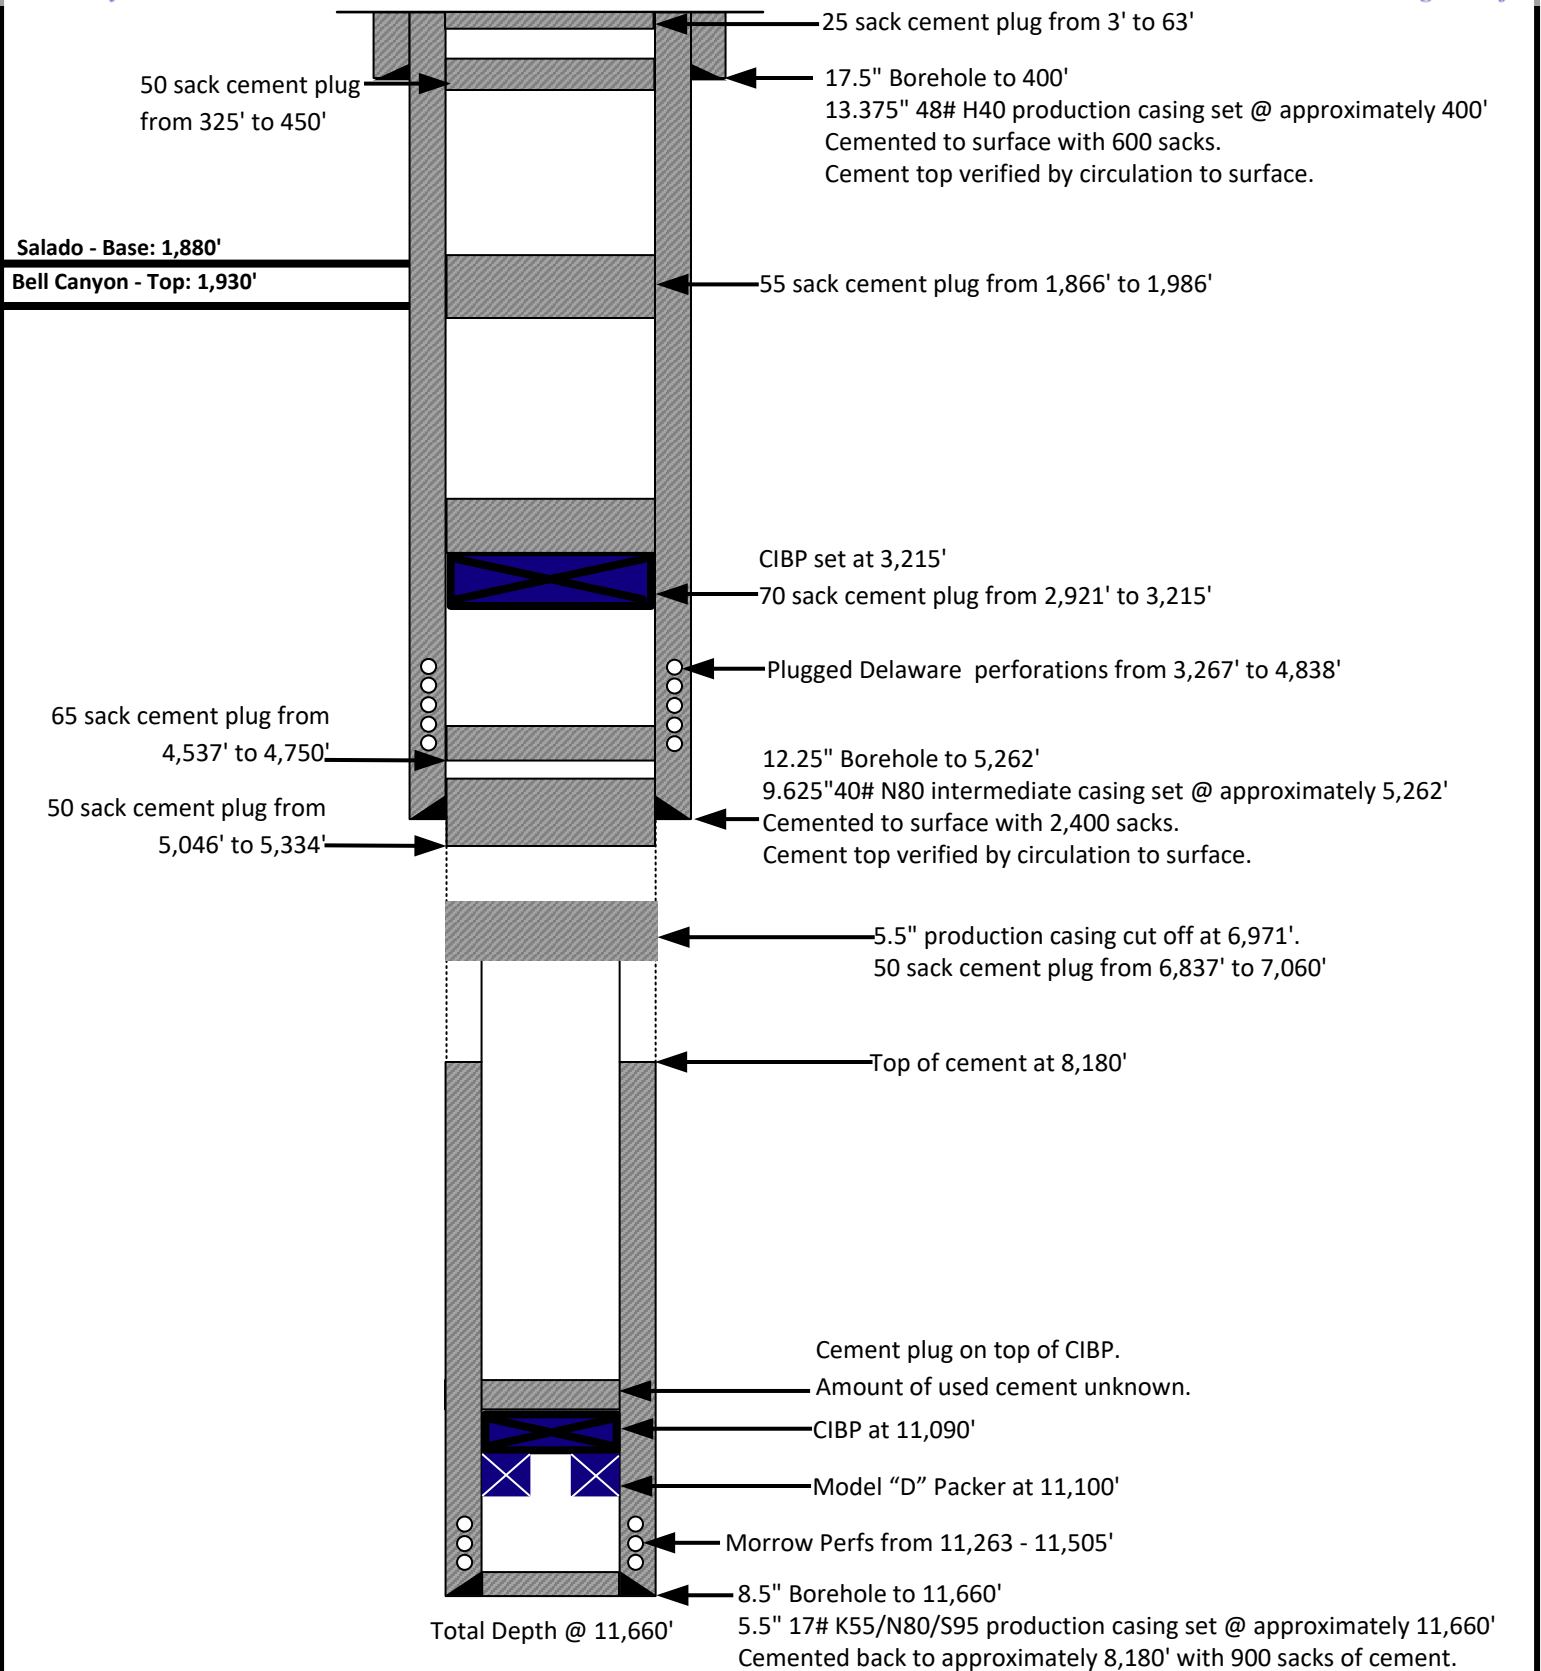 25 sack cement plug from 3' to 63'
50 sack cement plug
from 325' to 450'
17.5" Borehole to 400'
13.375" 48# H40 production casing set @ approximately 400'
Cemented to surface with 600 sacks.
Cement top verified by circulation to surface.
Salado - Base: 1,880'
Bell Canyon - Top: 1,930'
55 sack cement plug from 1,866' to 1,986'
CIBP set at 3,215'
70 sack cement plug from 2,921' to 3,215'
Plugged Delaware perforations from 3,267' to 4,838'
65 sack cement plug from
4,537' to 4,750'
12.25" Borehole to 5,262'
9.625"40# N80 intermediate casing set @ approximately 5,262'
Cemented to surface with 2,400 sacks.
Cement top verified by circulation to surface.
50 sack cement plug from
5,046' to 5,334'
5.5" production casing cut off at 6,971'.
50 sack cement plug from 6,837' to 7,060'
Top of cement at 8,180'
Cement plug on top of CIBP.
Amount of used cement unknown.
CIBP at 11,090'
Model “D” Packer at 11,100'
Morrow Perfs from 11,263 - 11,505'
8.5" Borehole to 11,660'
5.5" 17# K55/N80/S95 production casing set @ approximately 11,660'
Cemented back to approximately 8,180' with 900 sacks of cement.
Total Depth @ 11,660'